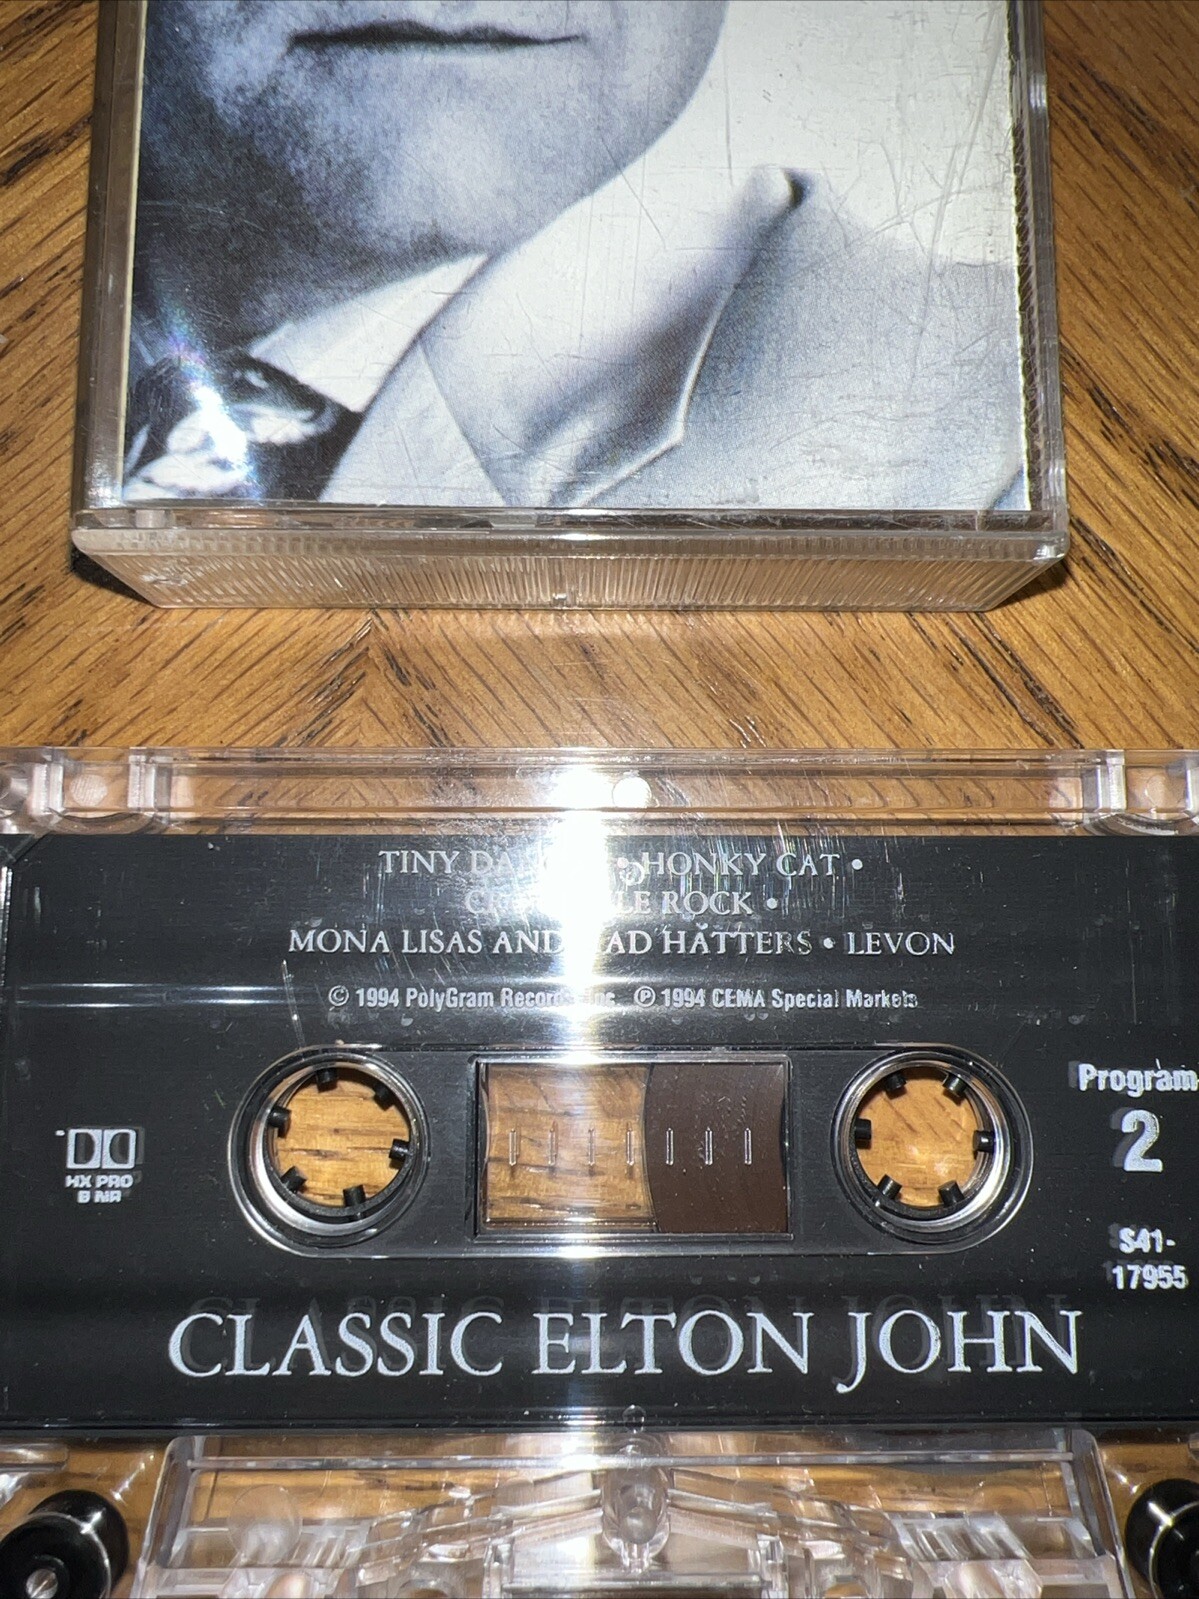 TINY DA • HONKY CAT •
LE ROCK •
MONA LISAS AND AD HATTERS • LEVON
© 1994 PolyGram Records Inc. ℗ 1994 CEMA Special Markets
Program
2
HX PRO
B NR
S41-
17955
CLASSIC ELTON JOHN